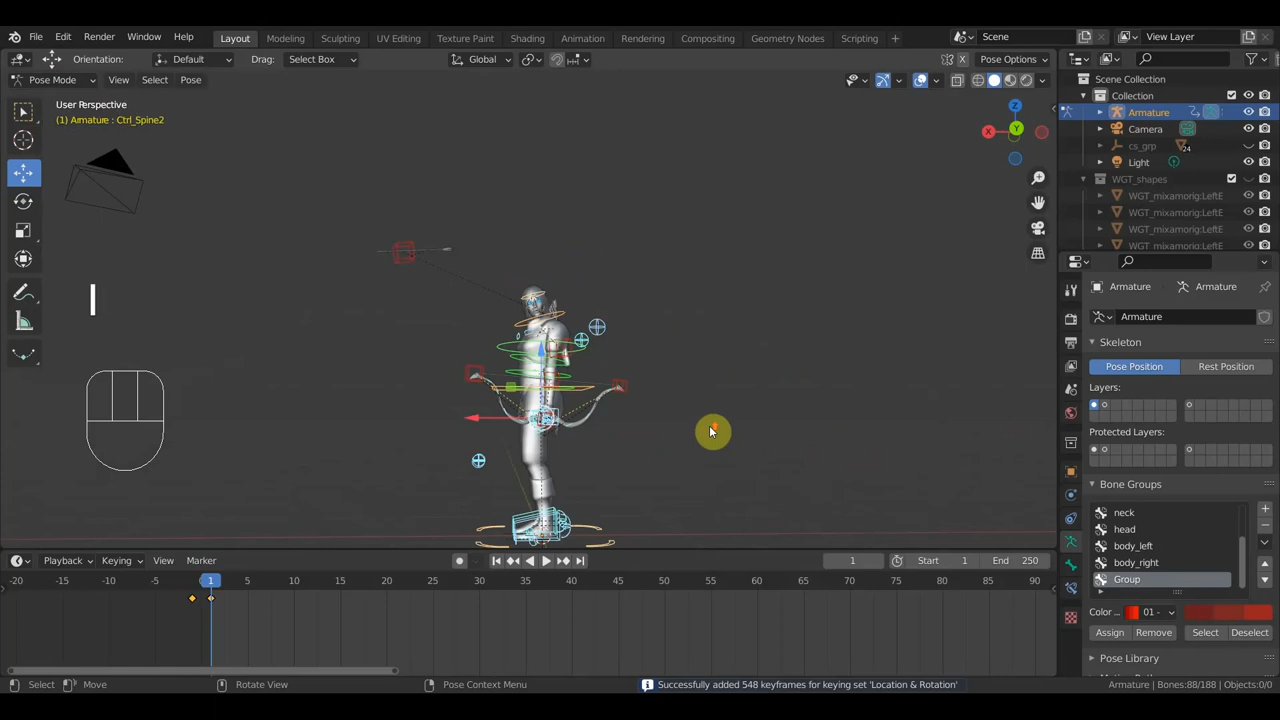 File Edit Render Window Help Layout Modeling Sculpting UV Editing Texture Paint Shading Animation Rendering Compositing Geometry Nodes Scripting + Scene View Layer
Orientation: Default Drag: Select Box Global Pose Options
Pose Mode View Select Pose
Scene Collection
Collection
Armature
Camera
cs_grp 24
Light
WGT_shapes
WGT_mixamorig:LeftE
WGT_mixamorig:LeftE
WGT_mixamorig:LeftE
WGT_mixamorig:LeftE
User Perspective
(1) Armature : Ctrl_Spine2
Z
X
Y
I
Armature Armature
Armature
Skeleton
Pose Position Rest Position
Layers:
Protected Layers:
Bone Groups
neck
head
body_left
body_right
Group
Color ... 01 -
Assign Remove Select Deselect
Pose Library
Playback Keying View Marker 1 Start 1 End 250
-20 -15 -10 -5 1 5 10 15 20 25 30 35 40 45 50 55 60 65 70 75 80 85 90
Select Move Rotate View Pose Context Menu Successfully added 548 keyframes for keying set 'Location & Rotation' Armature | Bones:88/188 | Objects:0/0